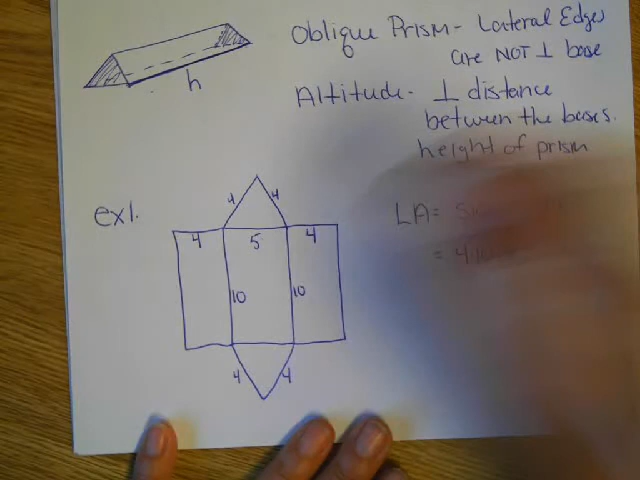 Oblique Prism - Lateral Edges
are NOT ⊥ base
h
Altitude - ⊥ distance
between the bases.
height of prism
ex1.
4 4
4 5 4
10 10
4 4
LA =
= 4